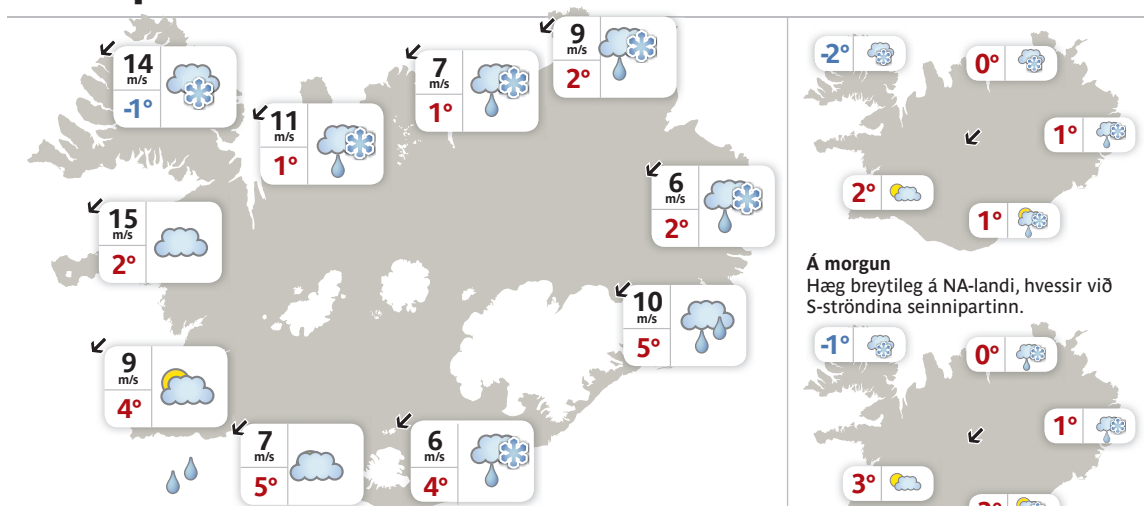 14
m/s
-1°
11
m/s
1°
7
m/s
1°
9
m/s
2°
6
m/s
2°
15
m/s
2°
10
m/s
5°
9
m/s
4°
7
m/s
5°
6
m/s
4°
-2°
0°
1°
2°
1°
Á morgun
Hæg breytileg á NA-landi, hvessir við
S-ströndina seinnipartinn.
-1°
0°
1°
3°